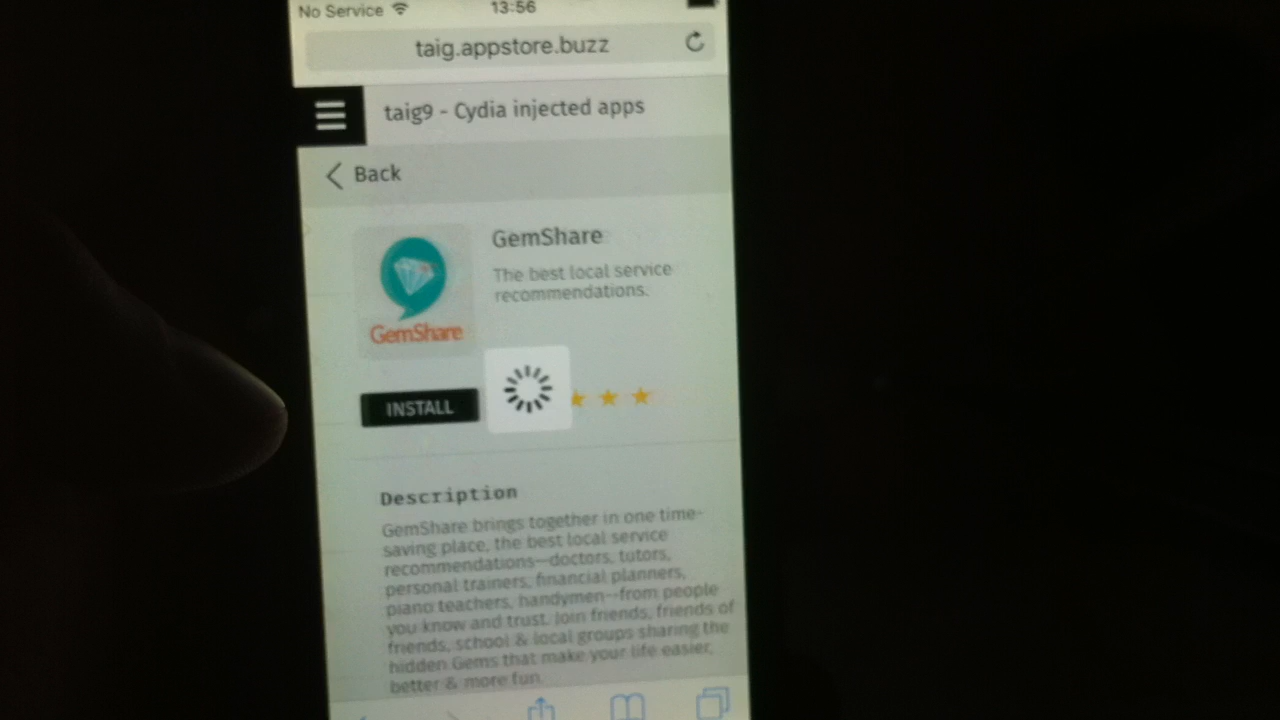 No Service 13:56
taig.appstore.buzz
taig9 - Cydia injected apps
Back
GemShare
The best local service
recommendations.
GemShare
INSTALL
Description
GemShare brings together in one time-
saving place, the best local service
recommendations—doctors, tutors,
personal trainers, financial planners,
piano teachers, handymen--from people
you know and trust. Join friends, friends of
friends, school & local groups sharing the
hidden Gems that make your life easier,
better & more fun.